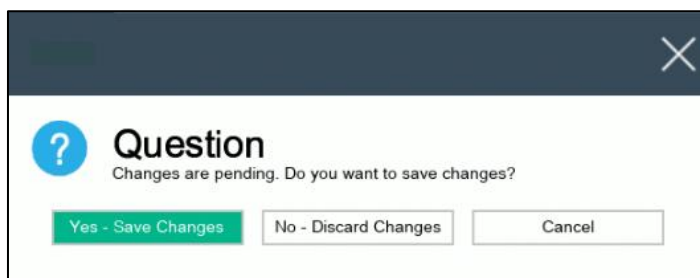 ?
Question
Changes are pending. Do you want to save changes?
Yes - Save Changes
No - Discard Changes
Cancel